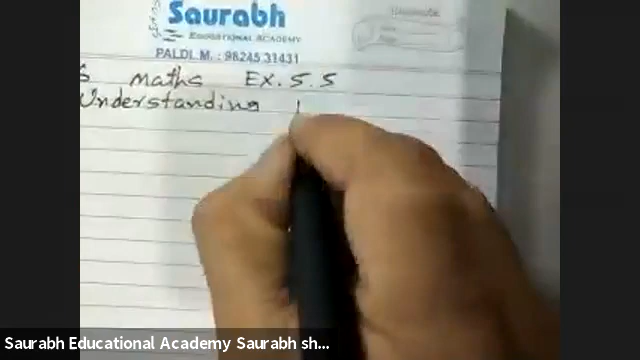 Saurabh
EDUCATIONAL ACADEMY
PALDI.M. : 98245 31431
maths Ex. 5.5
Understanding
Saurabh Educational Academy Saurabh sh...